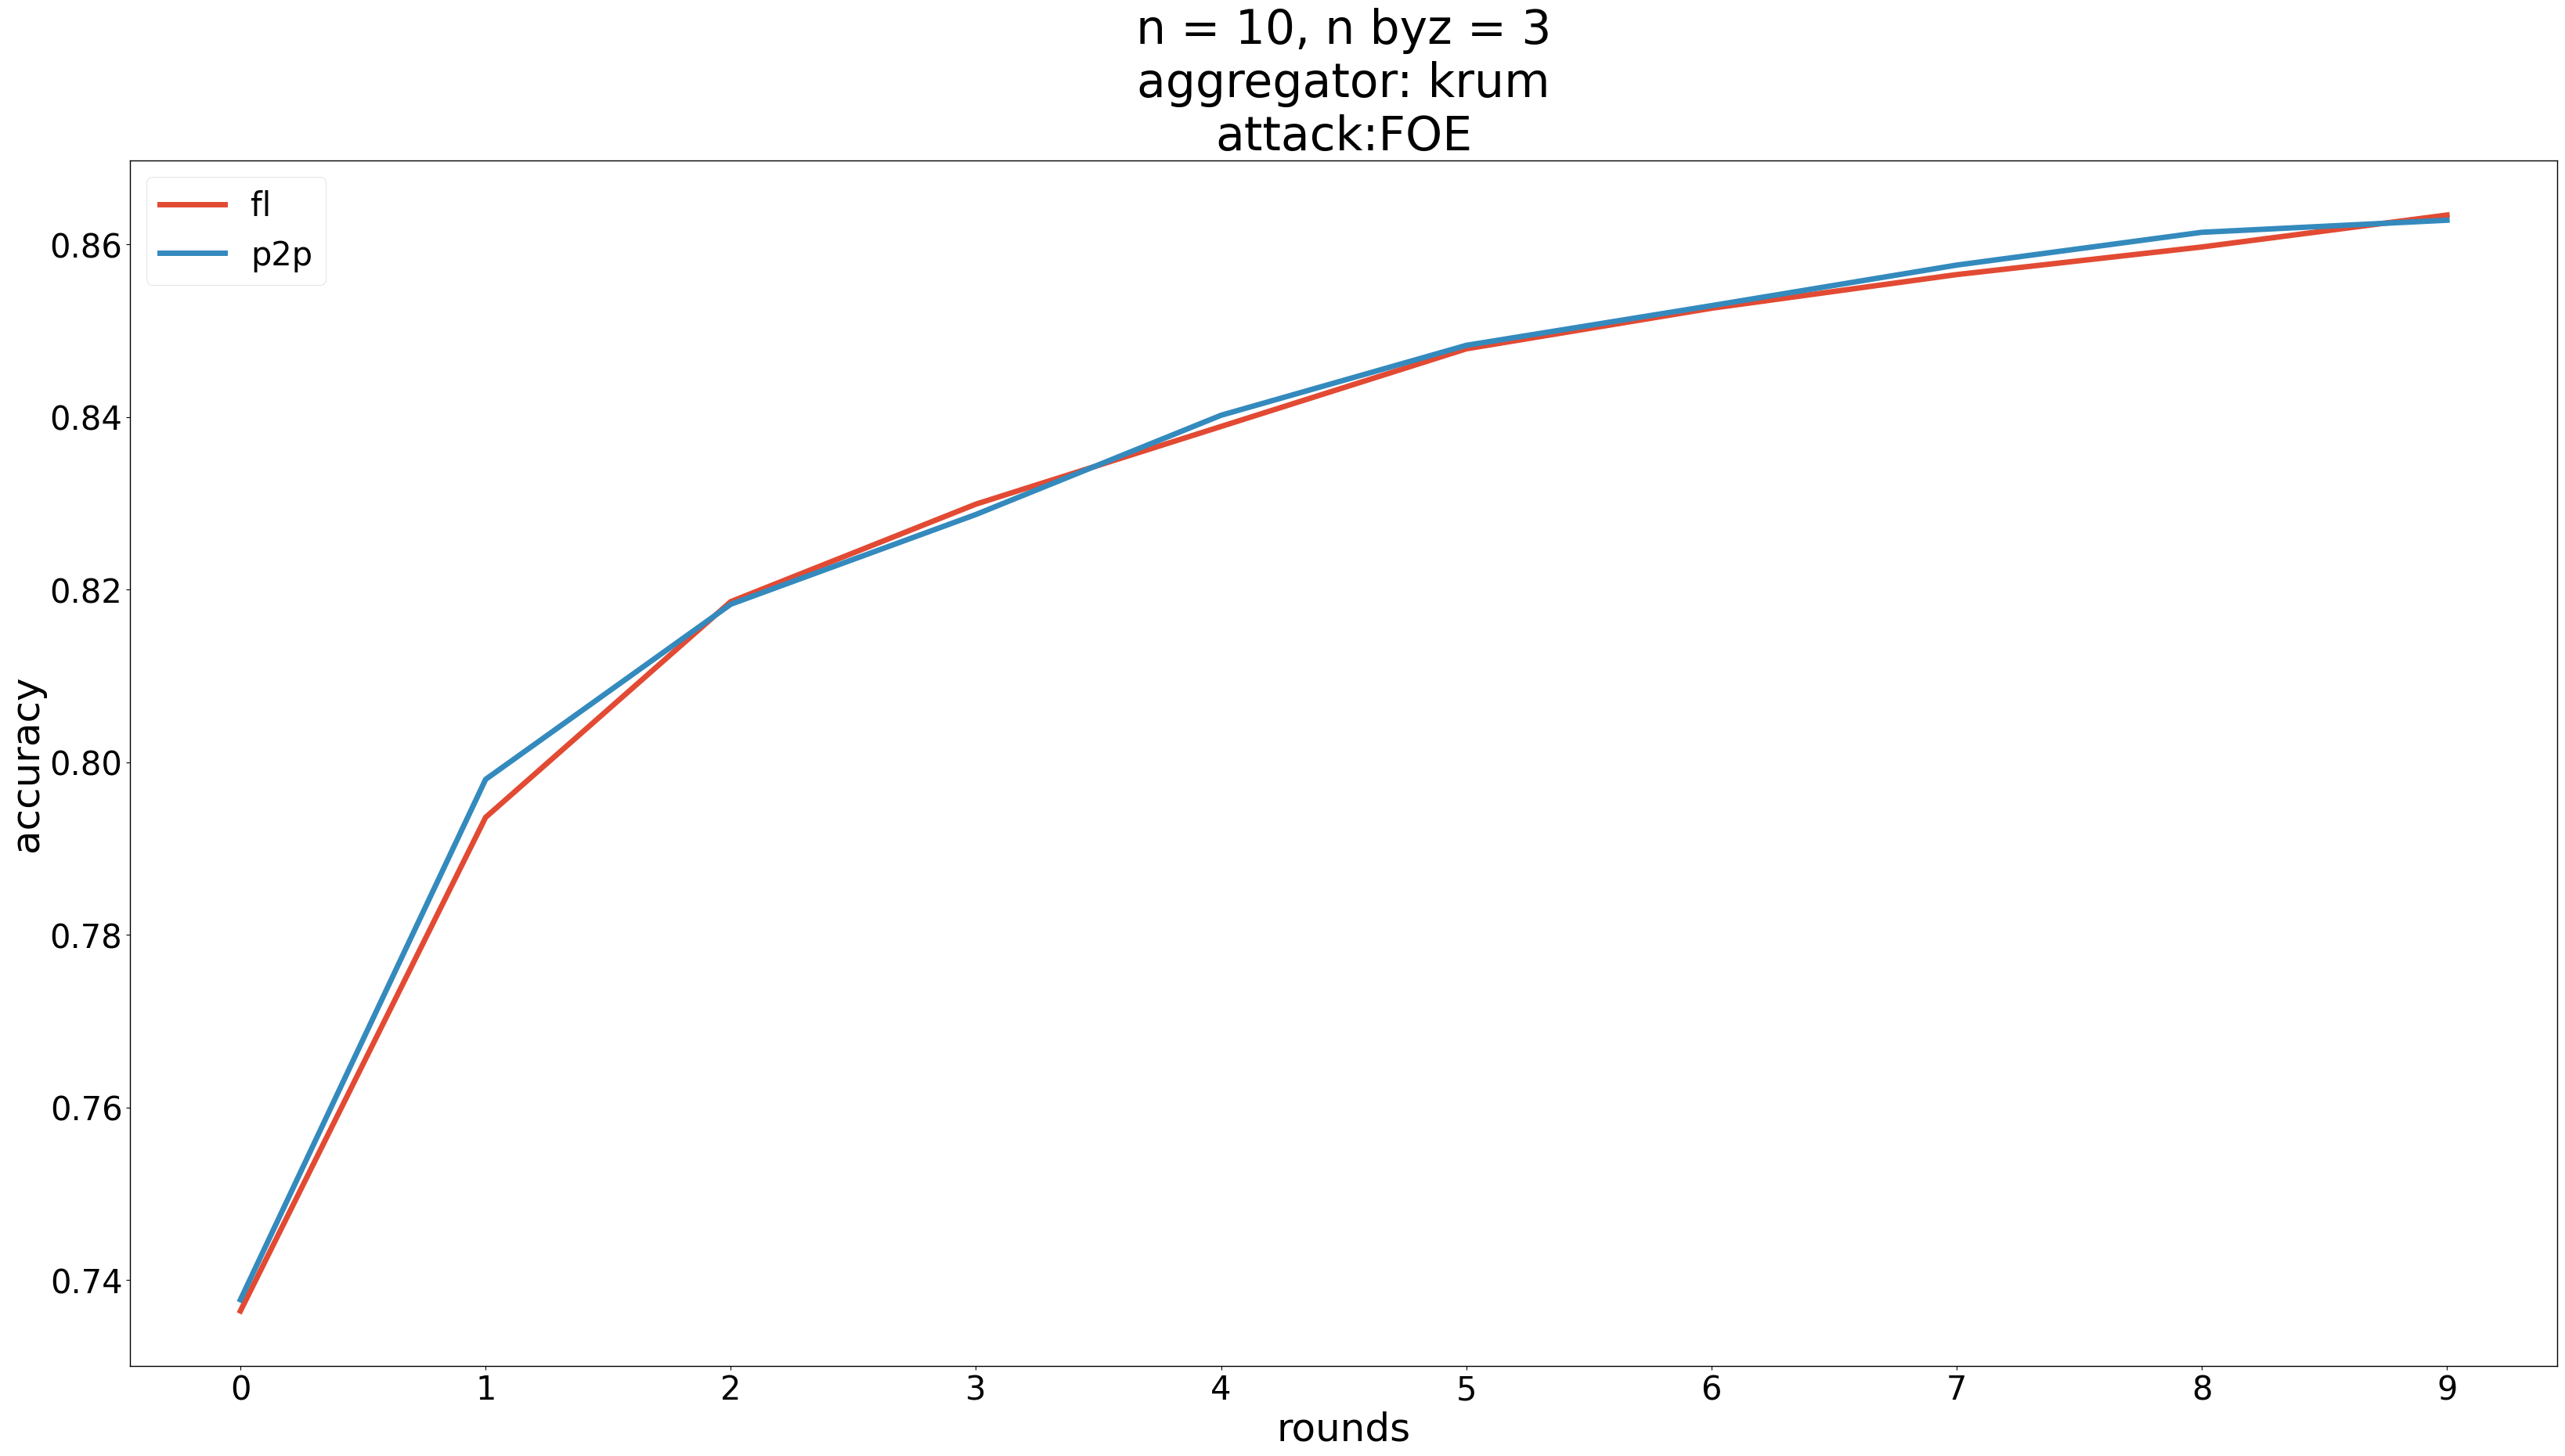 n = 10, n byz = 3
aggregator: krum
attack:FOE
fl
p2p
0.86
0.84
0.82
0.80
0.78
0.76
0.74
accuracy
0 1 2 3 4 5 6 7 8 9
rounds